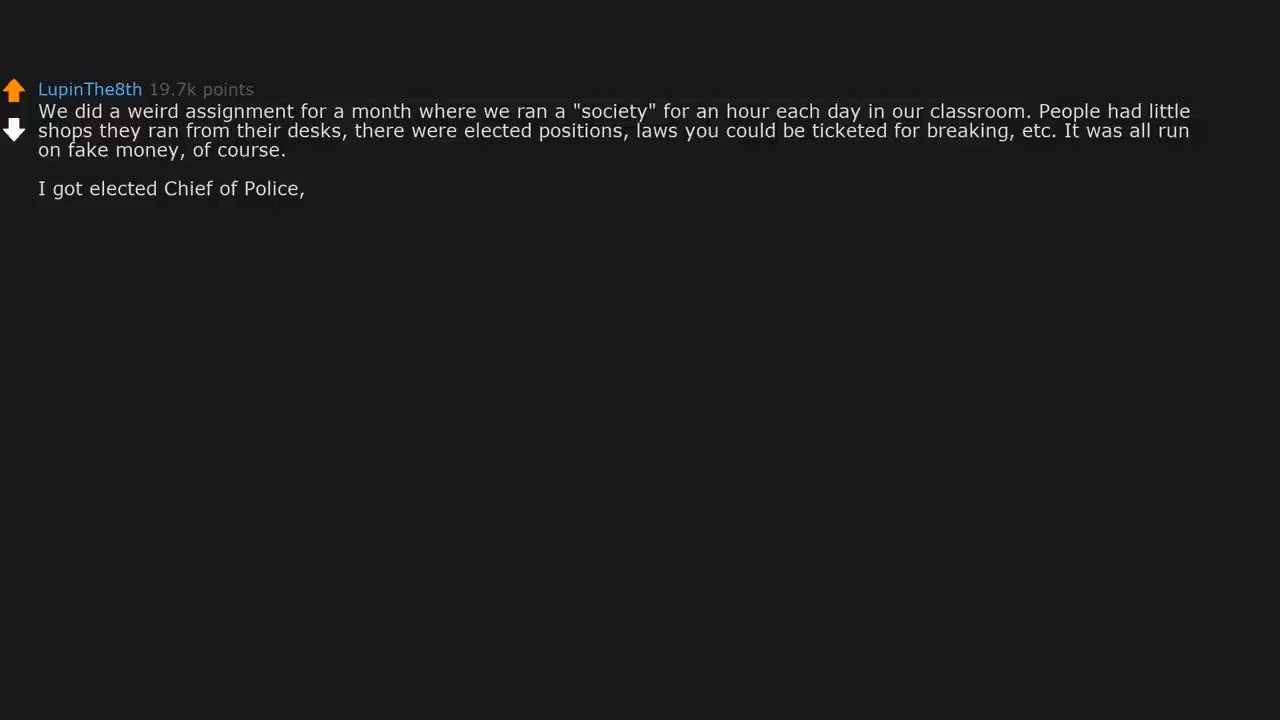 LupinThe8th 19.7k points
We did a weird assignment for a month where we ran a "society" for an hour each day in our classroom. People had little
shops they ran from their desks, there were elected positions, laws you could be ticketed for breaking, etc. It was all run
on fake money, of course.
I got elected Chief of Police,